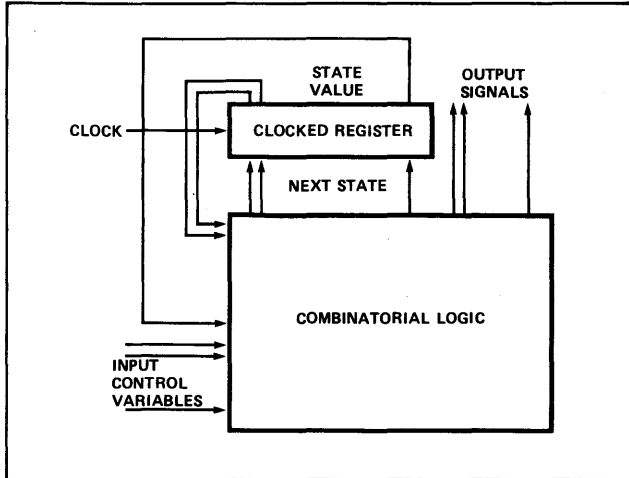 STATE
VALUE
OUTPUT
SIGNALS
CLOCK
CLOCKED REGISTER
NEXT STATE
COMBINATORIAL LOGIC
INPUT
CONTROL
VARIABLES